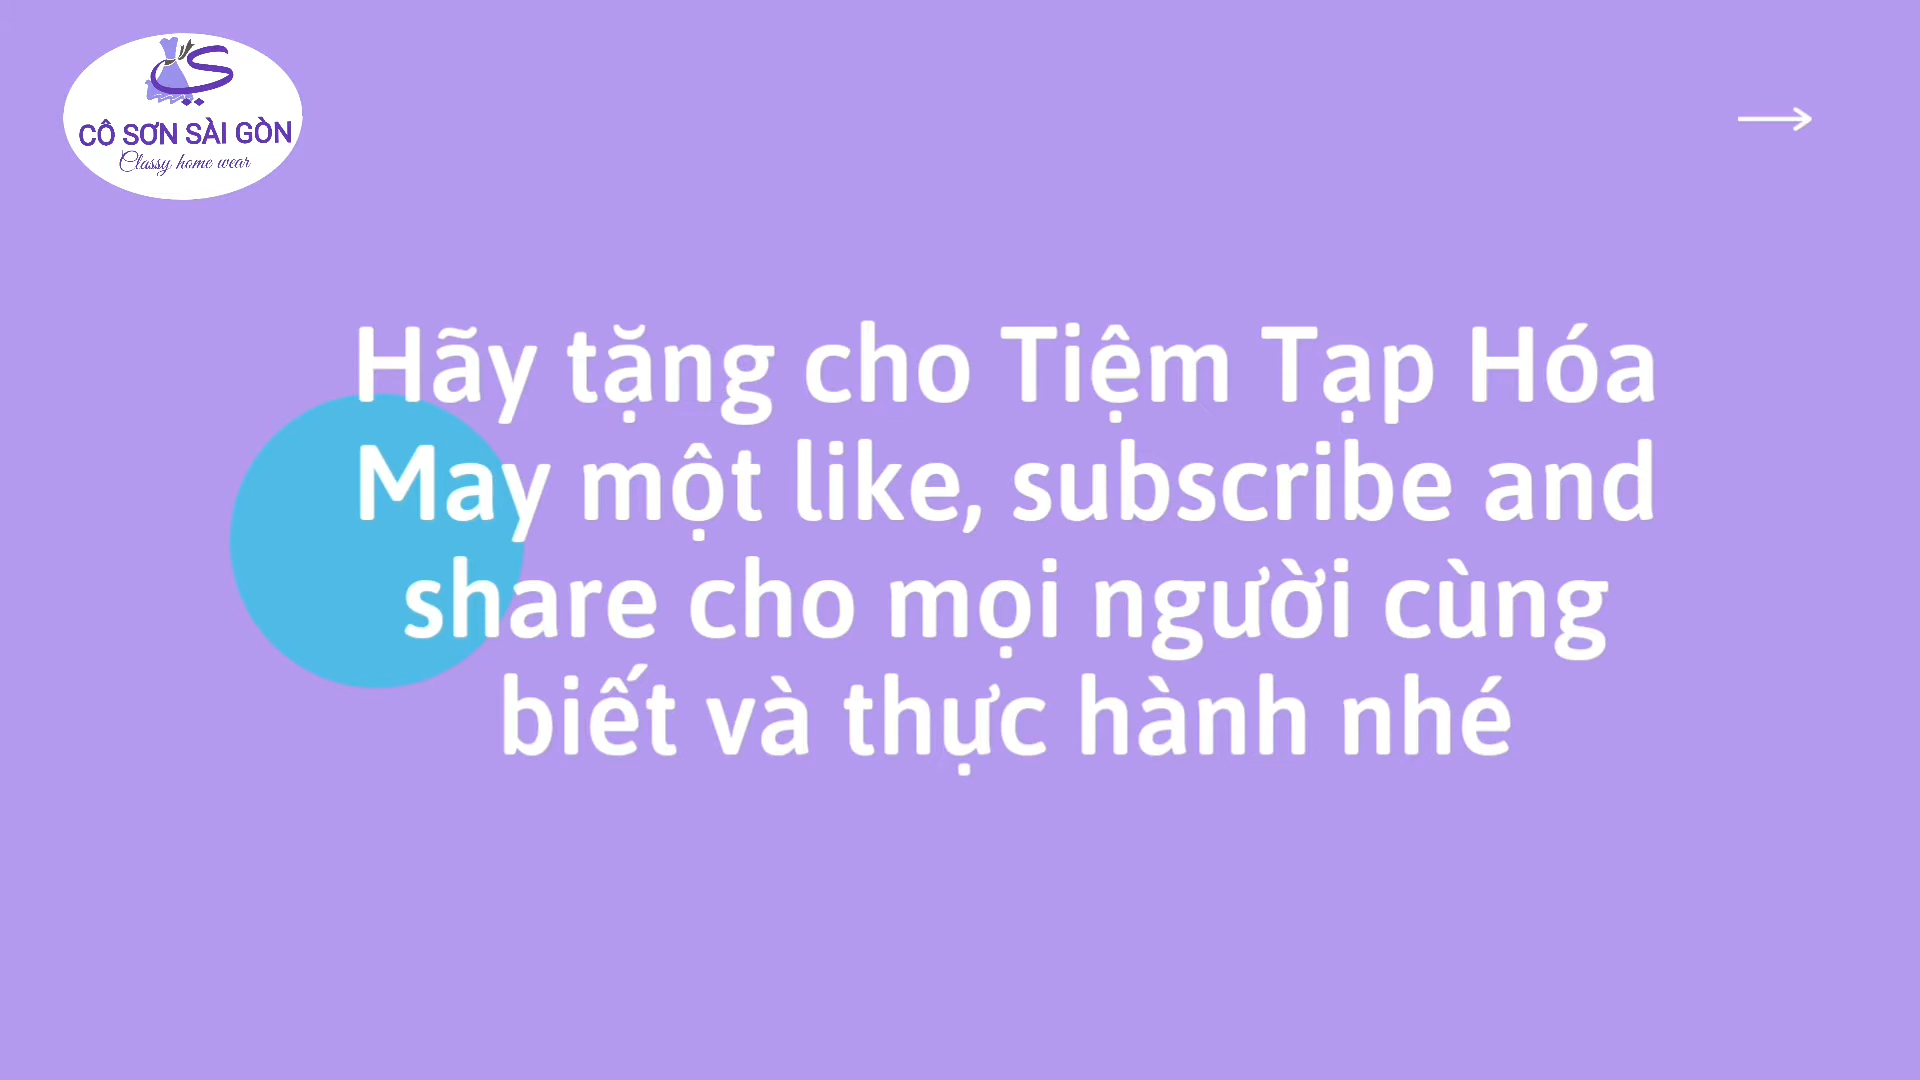 CÔ SƠN SÀI GÒN
Classy home wear
Hãy tặng cho Tiệm Tạp Hóa
May một like, subscribe and
share cho mọi người cùng
biết và thực hành nhé